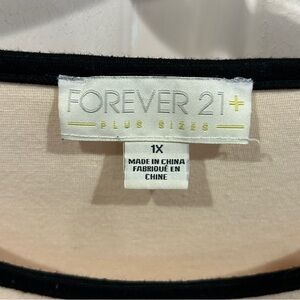 FOREVER 21+
PLUS SIZES
1X
MADE IN CHINA
FABRIQUÉ EN
CHINE